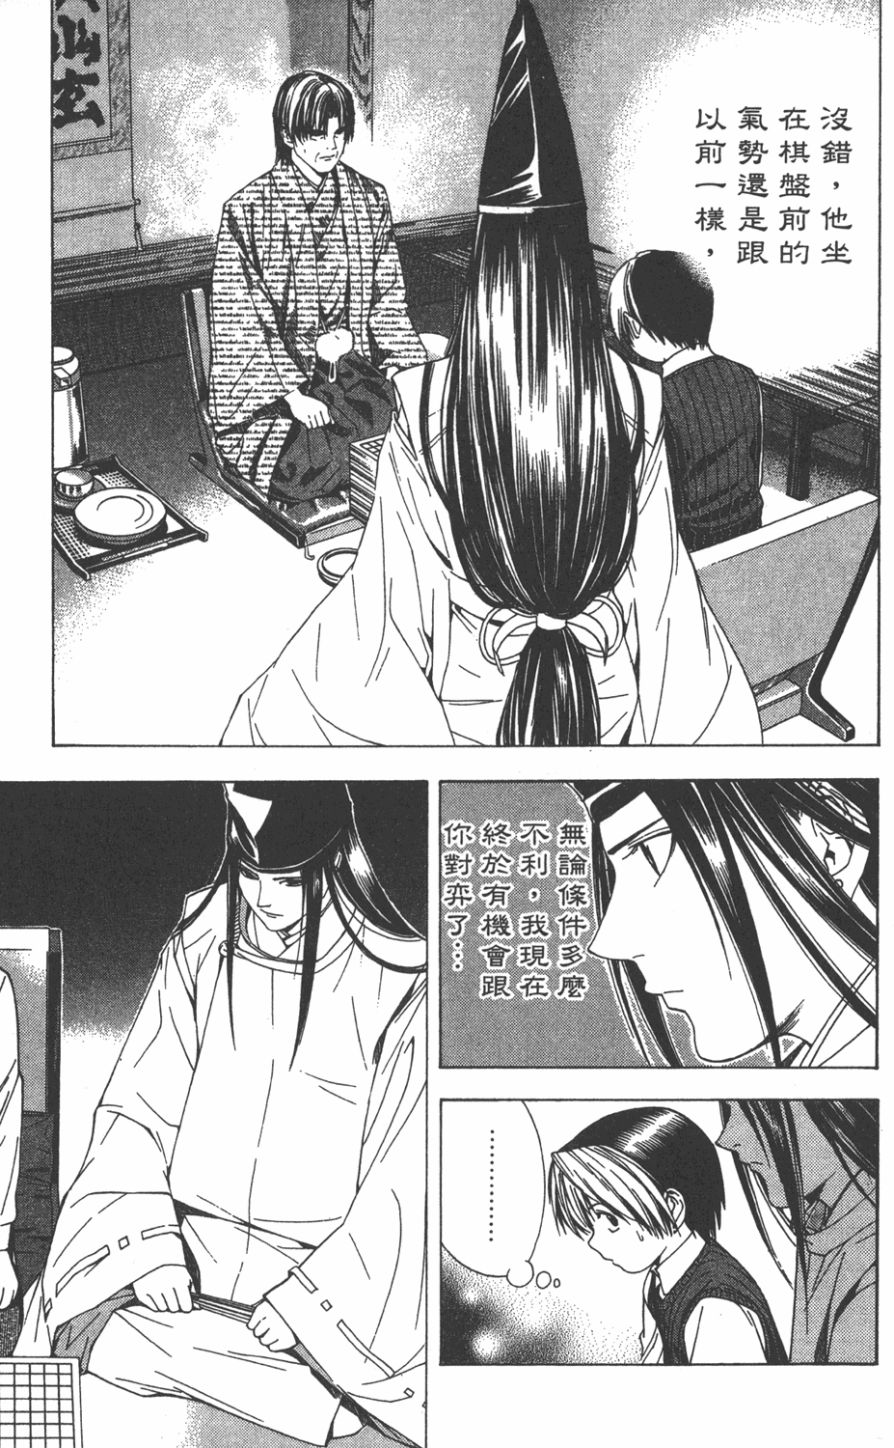 沒錯，他坐
在棋盤前的
氣勢還是跟
以前一樣，
無論條件多麼
不利，我現在
終於有機會跟
你對弈了…
…………